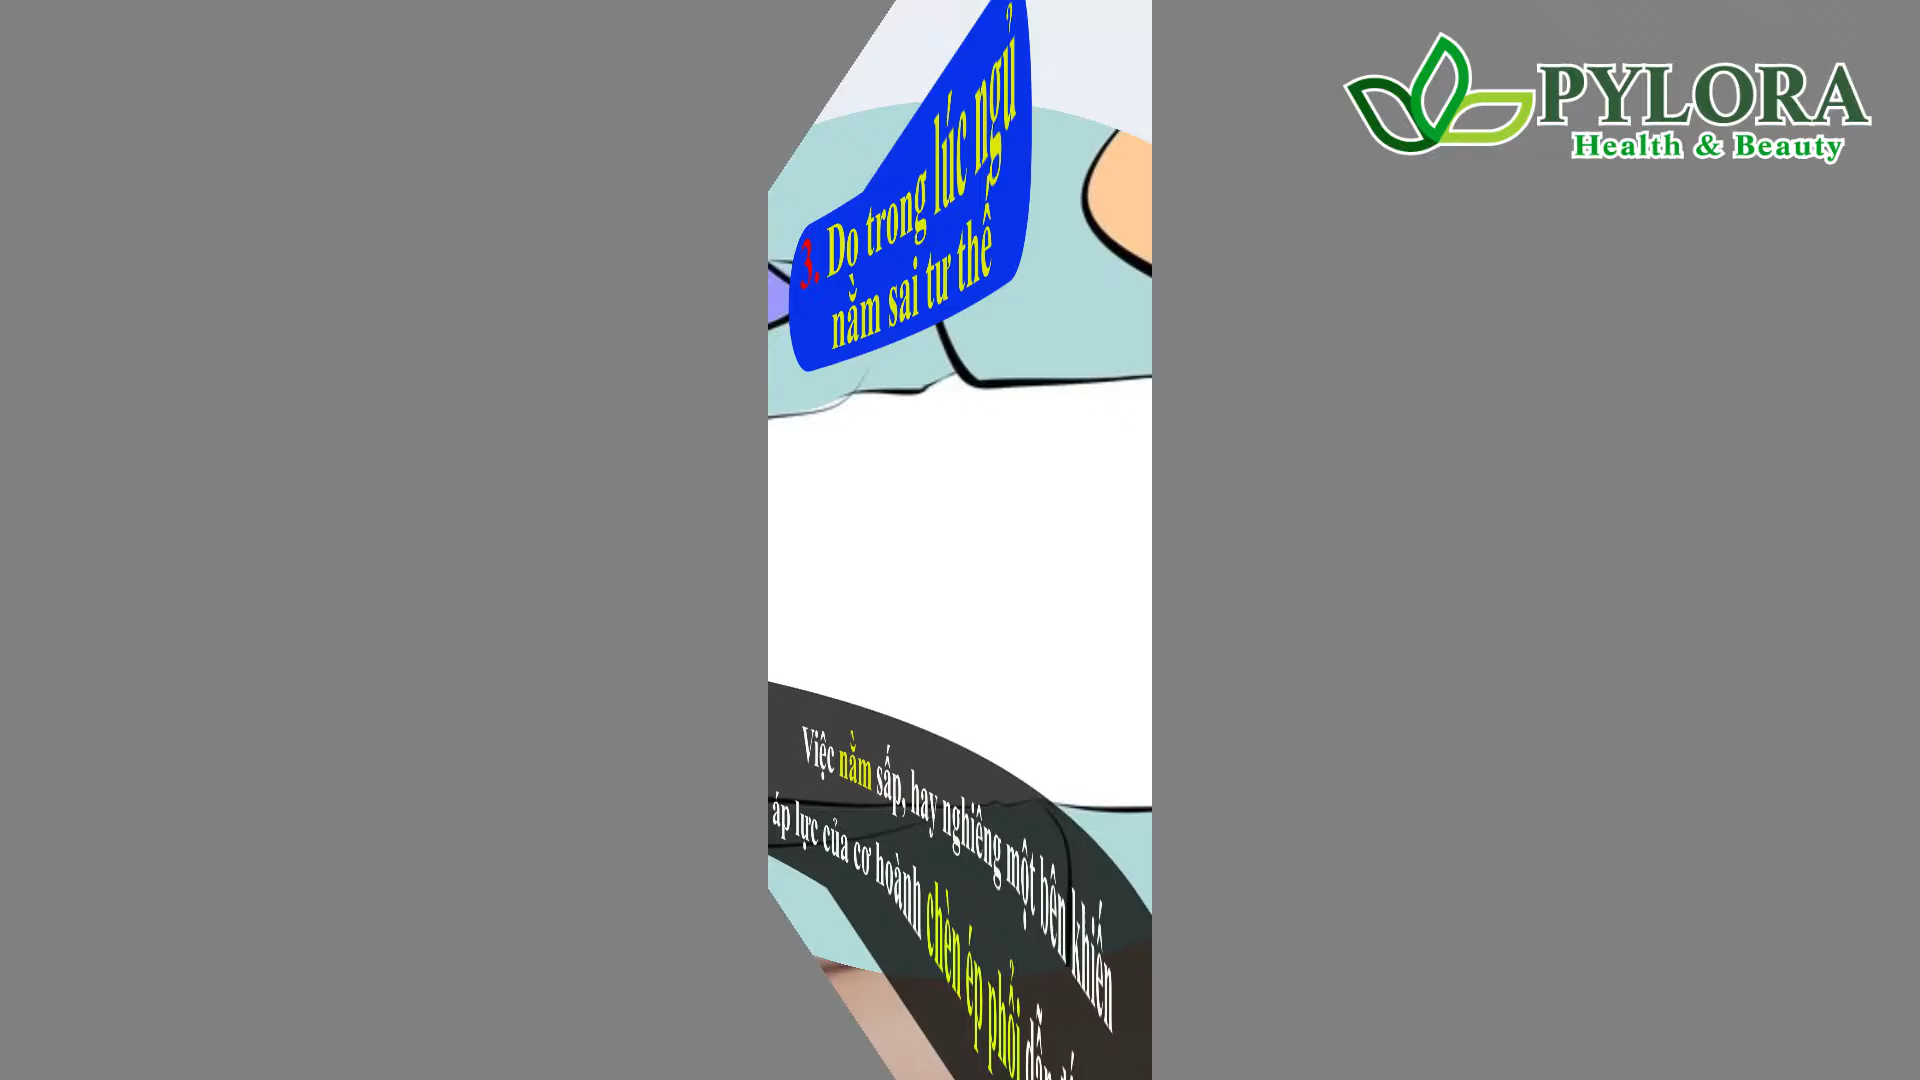 PYLORA
Health & Beauty
3. Do trong lúc ngủ
nằm sai tư thế
Việc nằm sấp, hay nghiêng một bên khiến
áp lực của cơ hoành chèn ép phổi dẫn